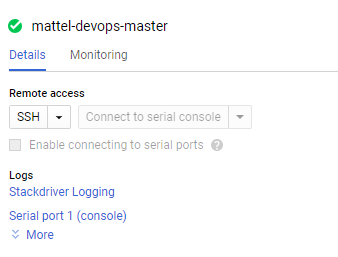 mattel-devops-master
Details Monitoring
Remote access
SSH Connect to serial console
Enable connecting to serial ports ?
Logs
Stackdriver Logging
Serial port 1 (console)
More